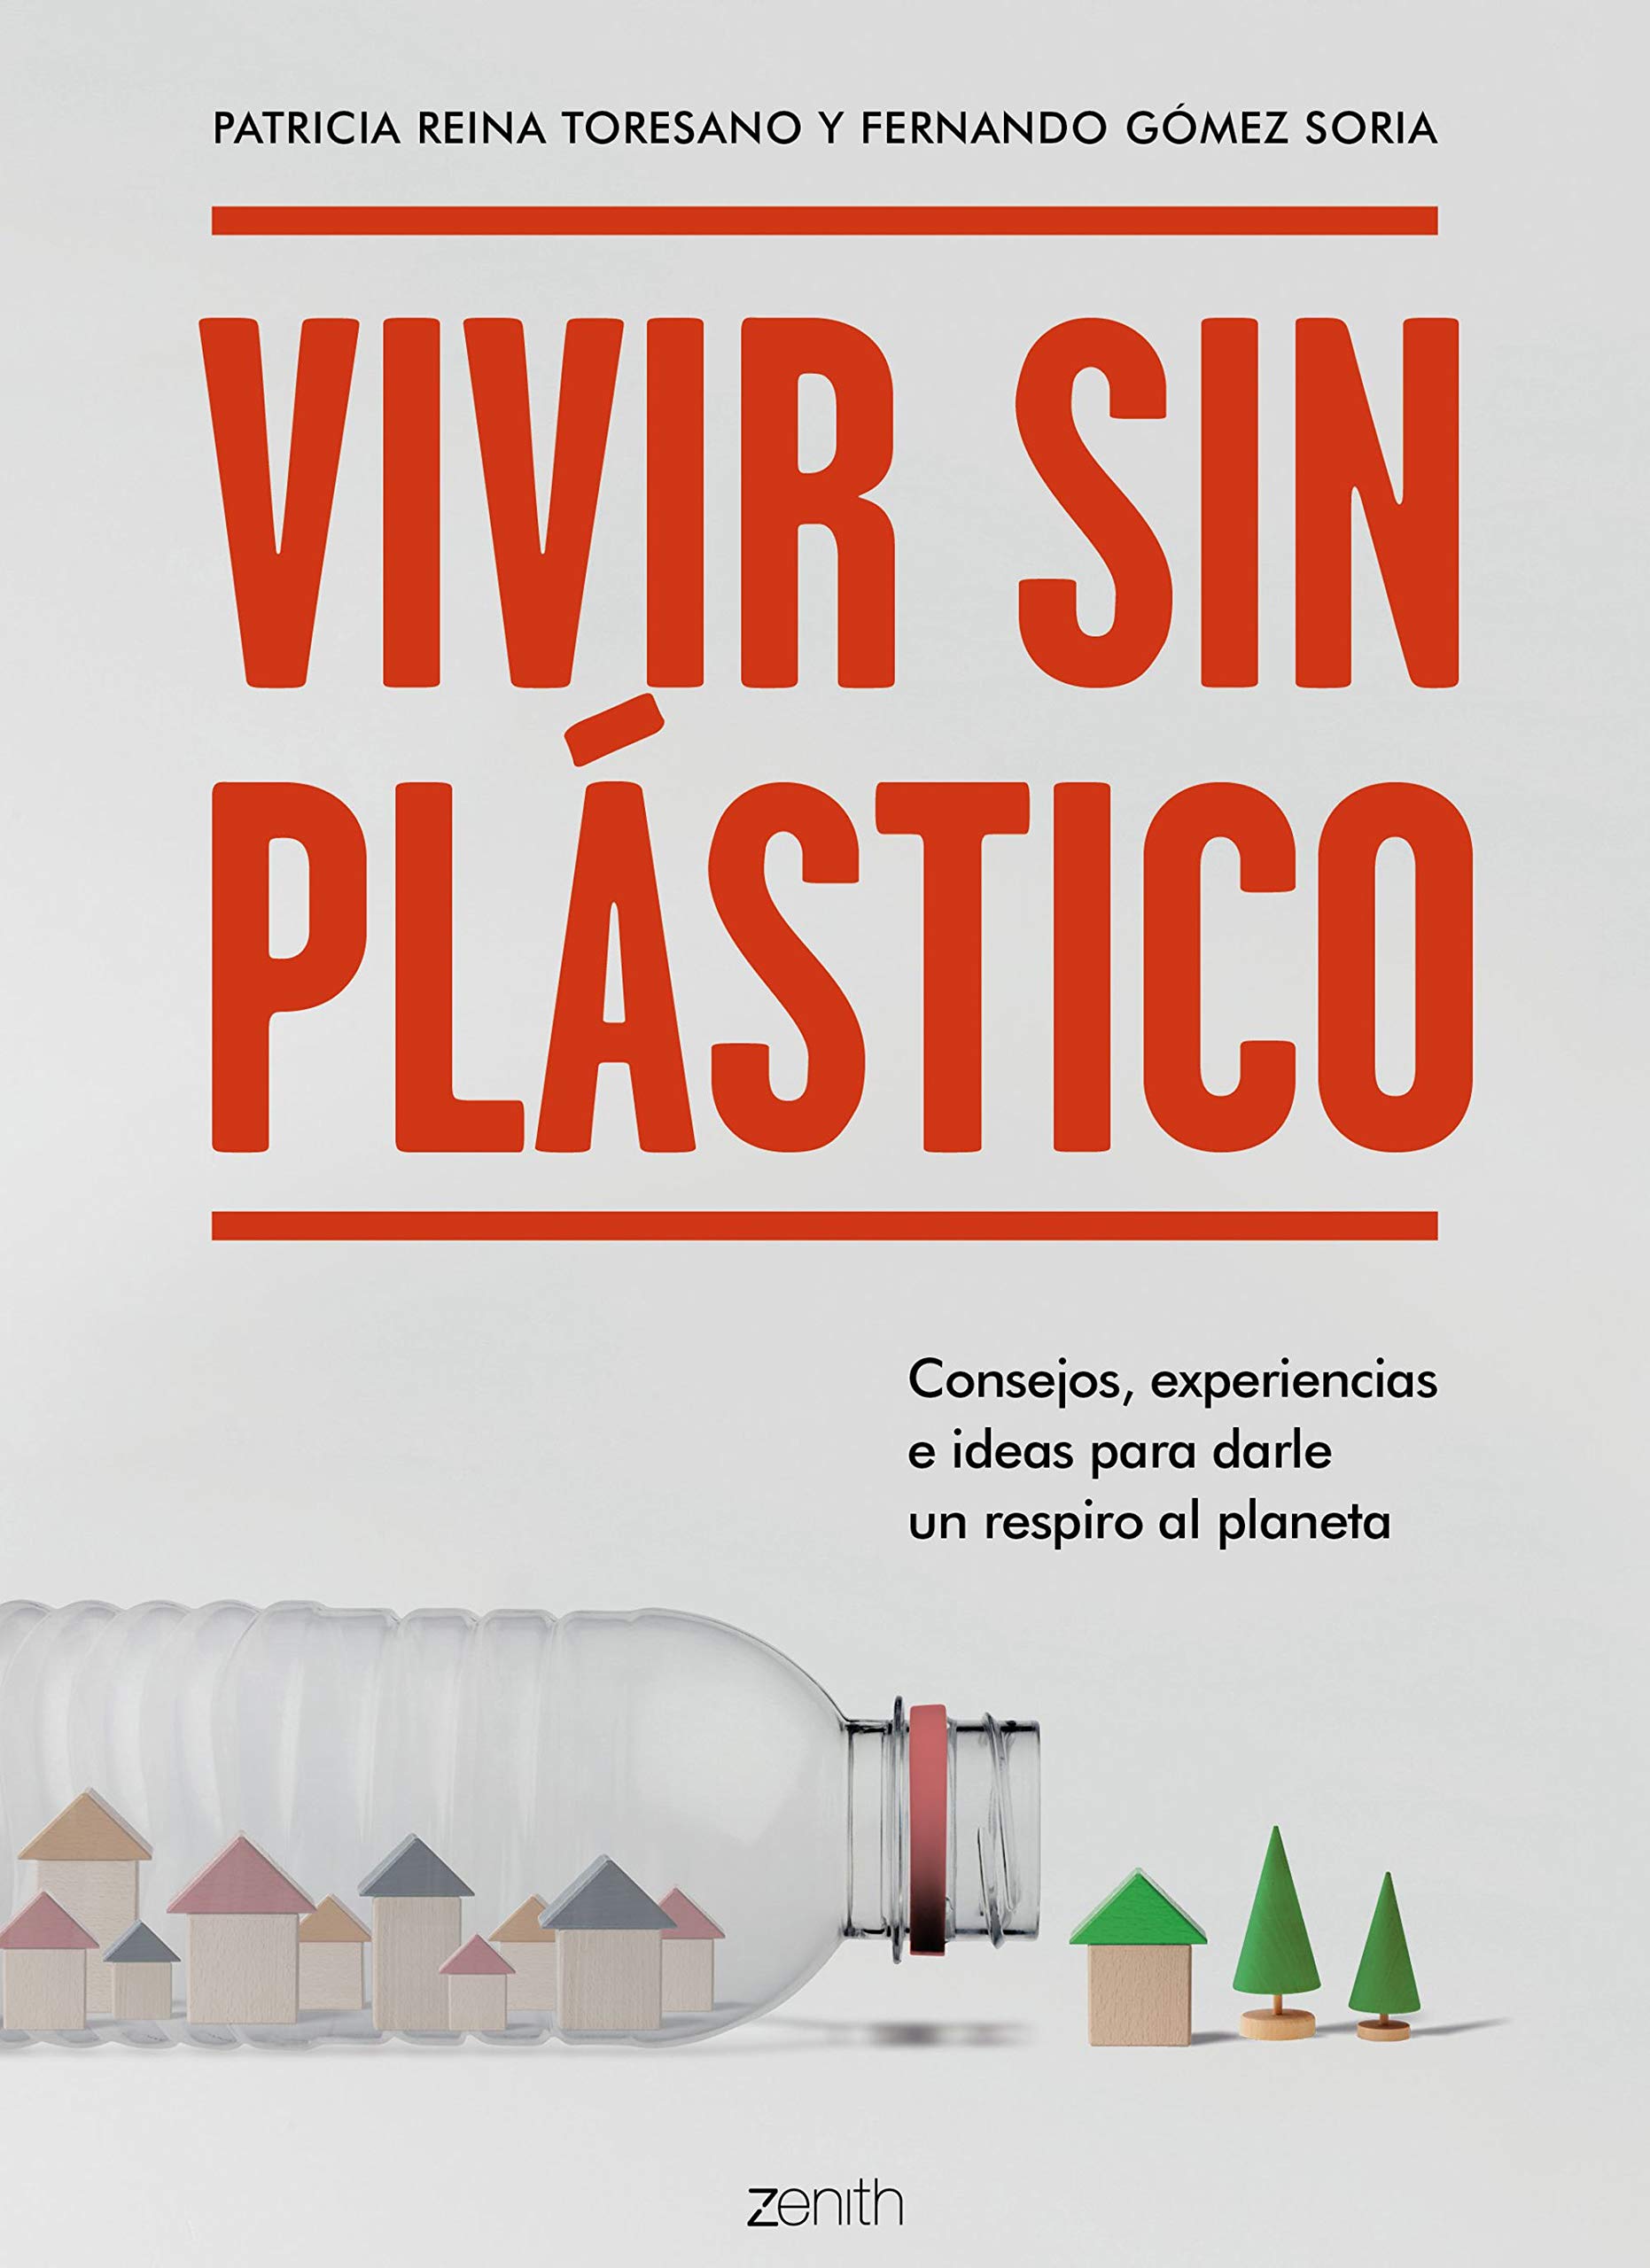 PATRICIA REINA TORESANO Y FERNANDO GÓMEZ SORIA
VIVIR SIN
PLÁSTICO
Consejos, experiencias
e ideas para darle
un respiro al planeta
zenith